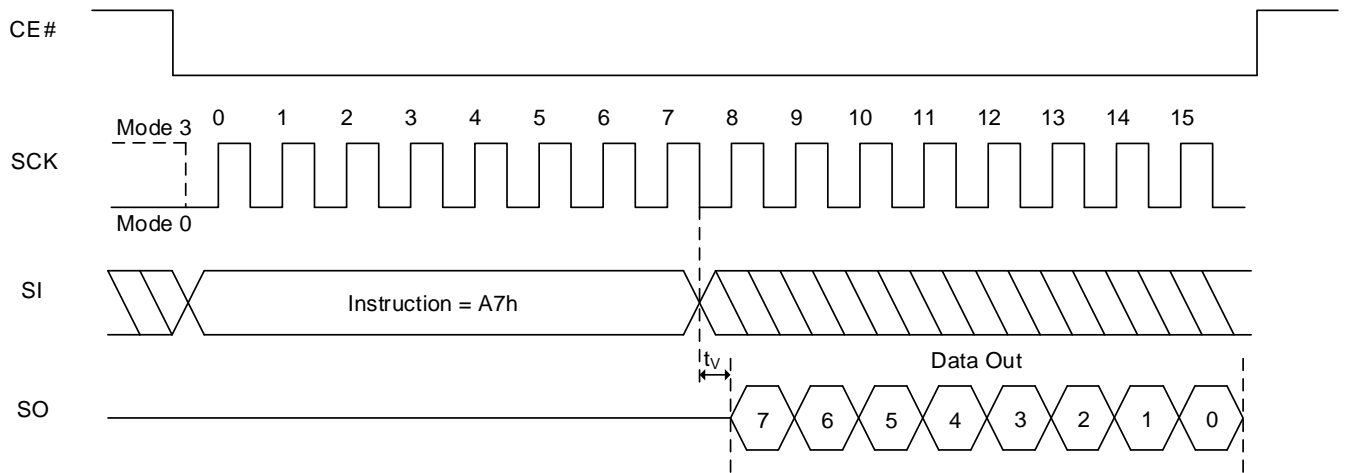 CE#
Mode 3 0 1 2 3 4 5 6 7 8 9 10 11 12 13 14 15
SCK
Mode 0
SI Instruction = A7h
tV Data Out
SO 7 6 5 4 3 2 1 0